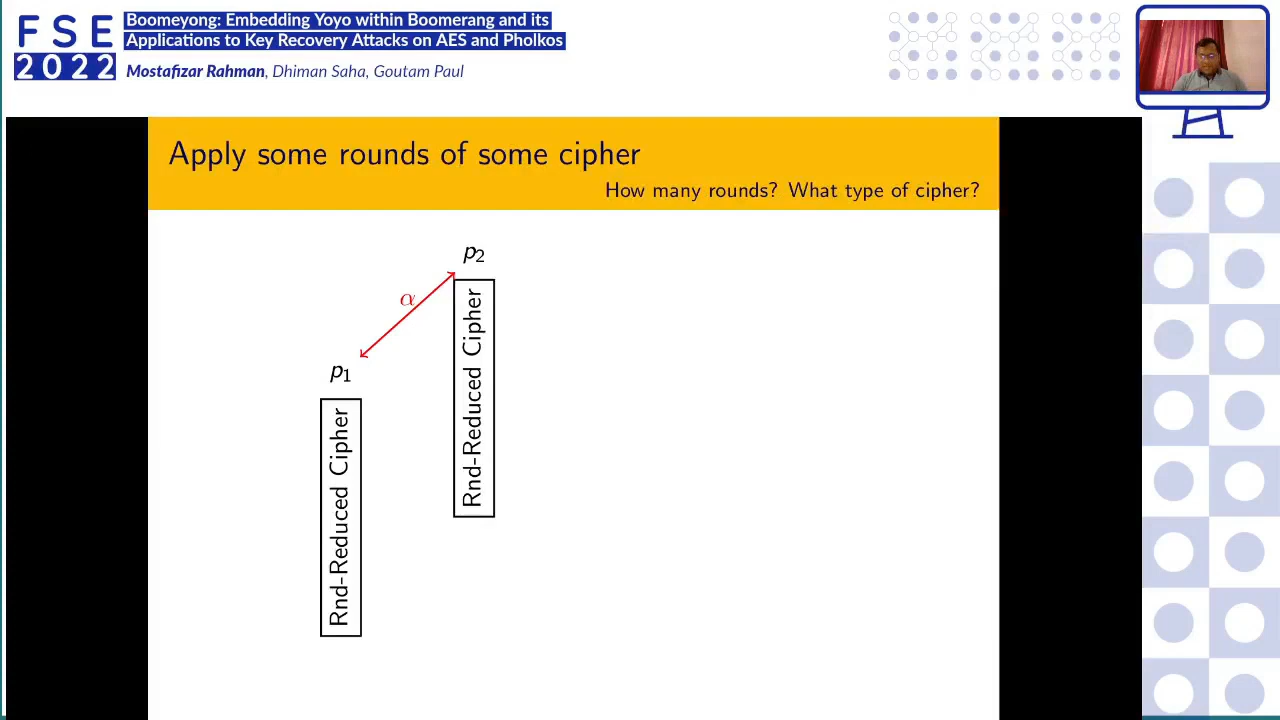 FSE
2022
Boomeyong: Embedding Yoyo within Boomerang and its
Applications to Key Recovery Attacks on AES and Pholkos
Mostafizar Rahman, Dhiman Saha, Goutam Paul
Apply some rounds of some cipher
How many rounds? What type of cipher?
p₂
α
p₁
Rnd-Reduced Cipher
Rnd-Reduced Cipher